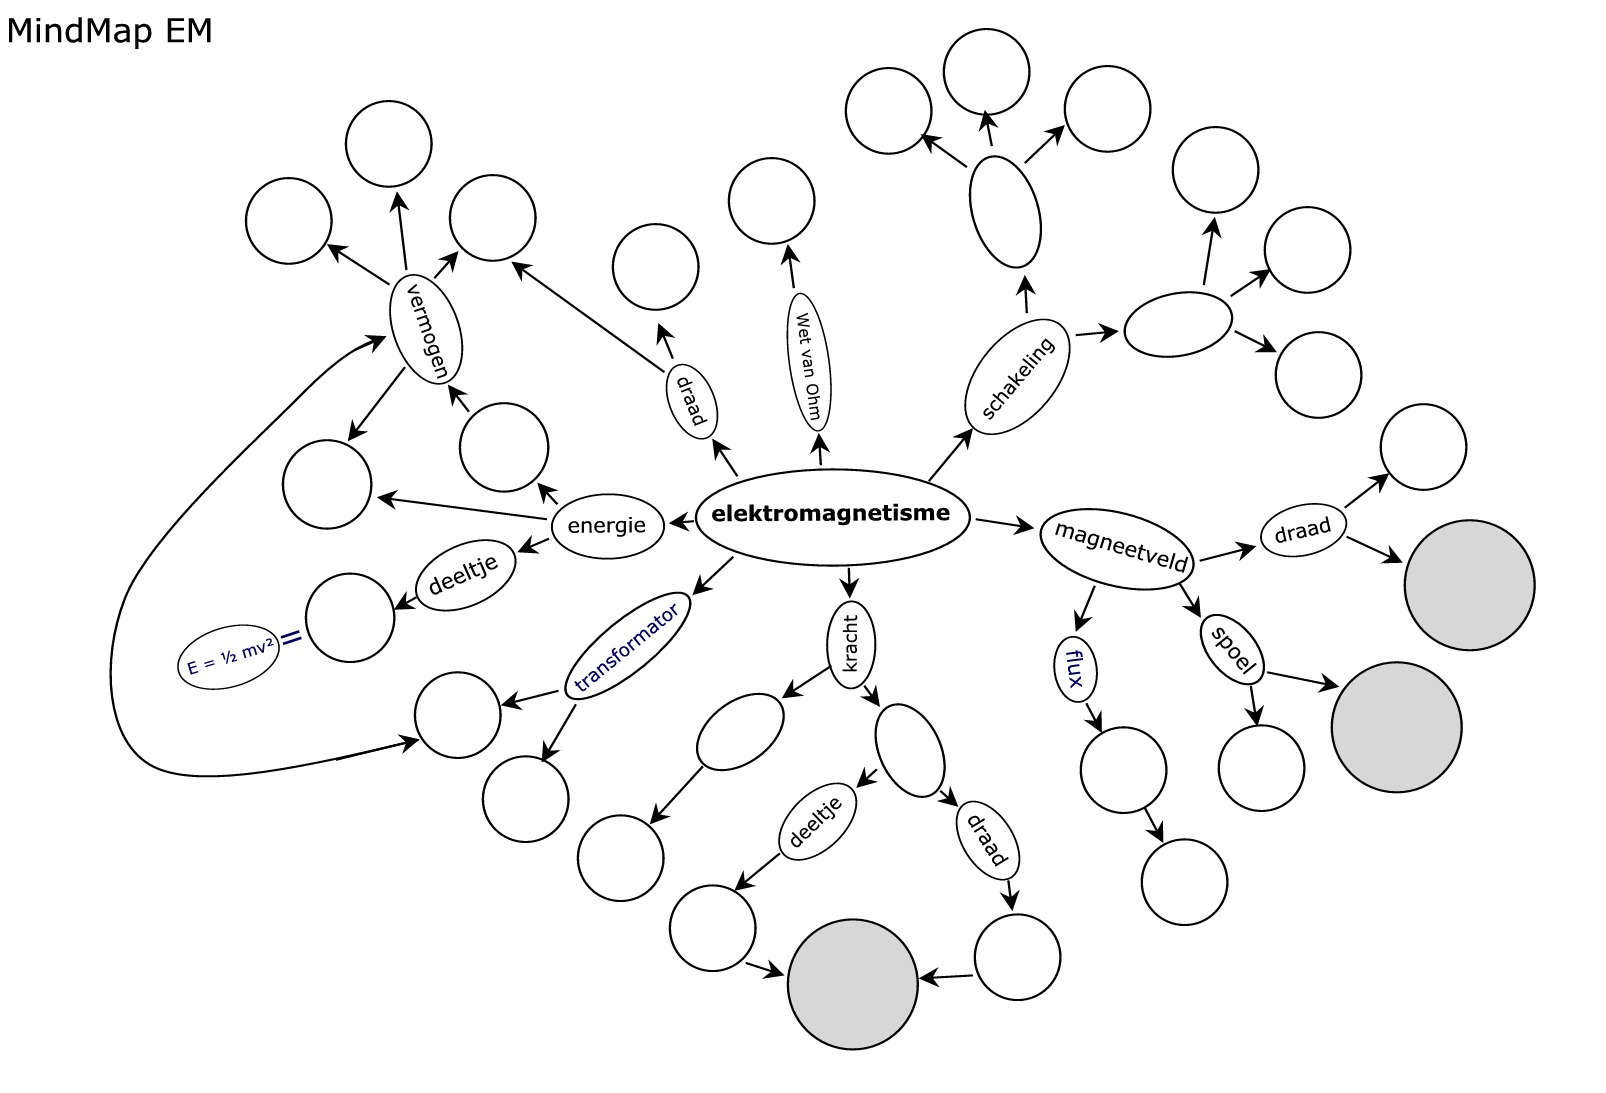 MindMap EM
vermogen
draad
Wet van Ohm
schakeling
energie
elektromagnetisme
magneetveld
draad
deeltje
E = ½ mv²
=
transformator
kracht
flux
spoel
deeltje
draad